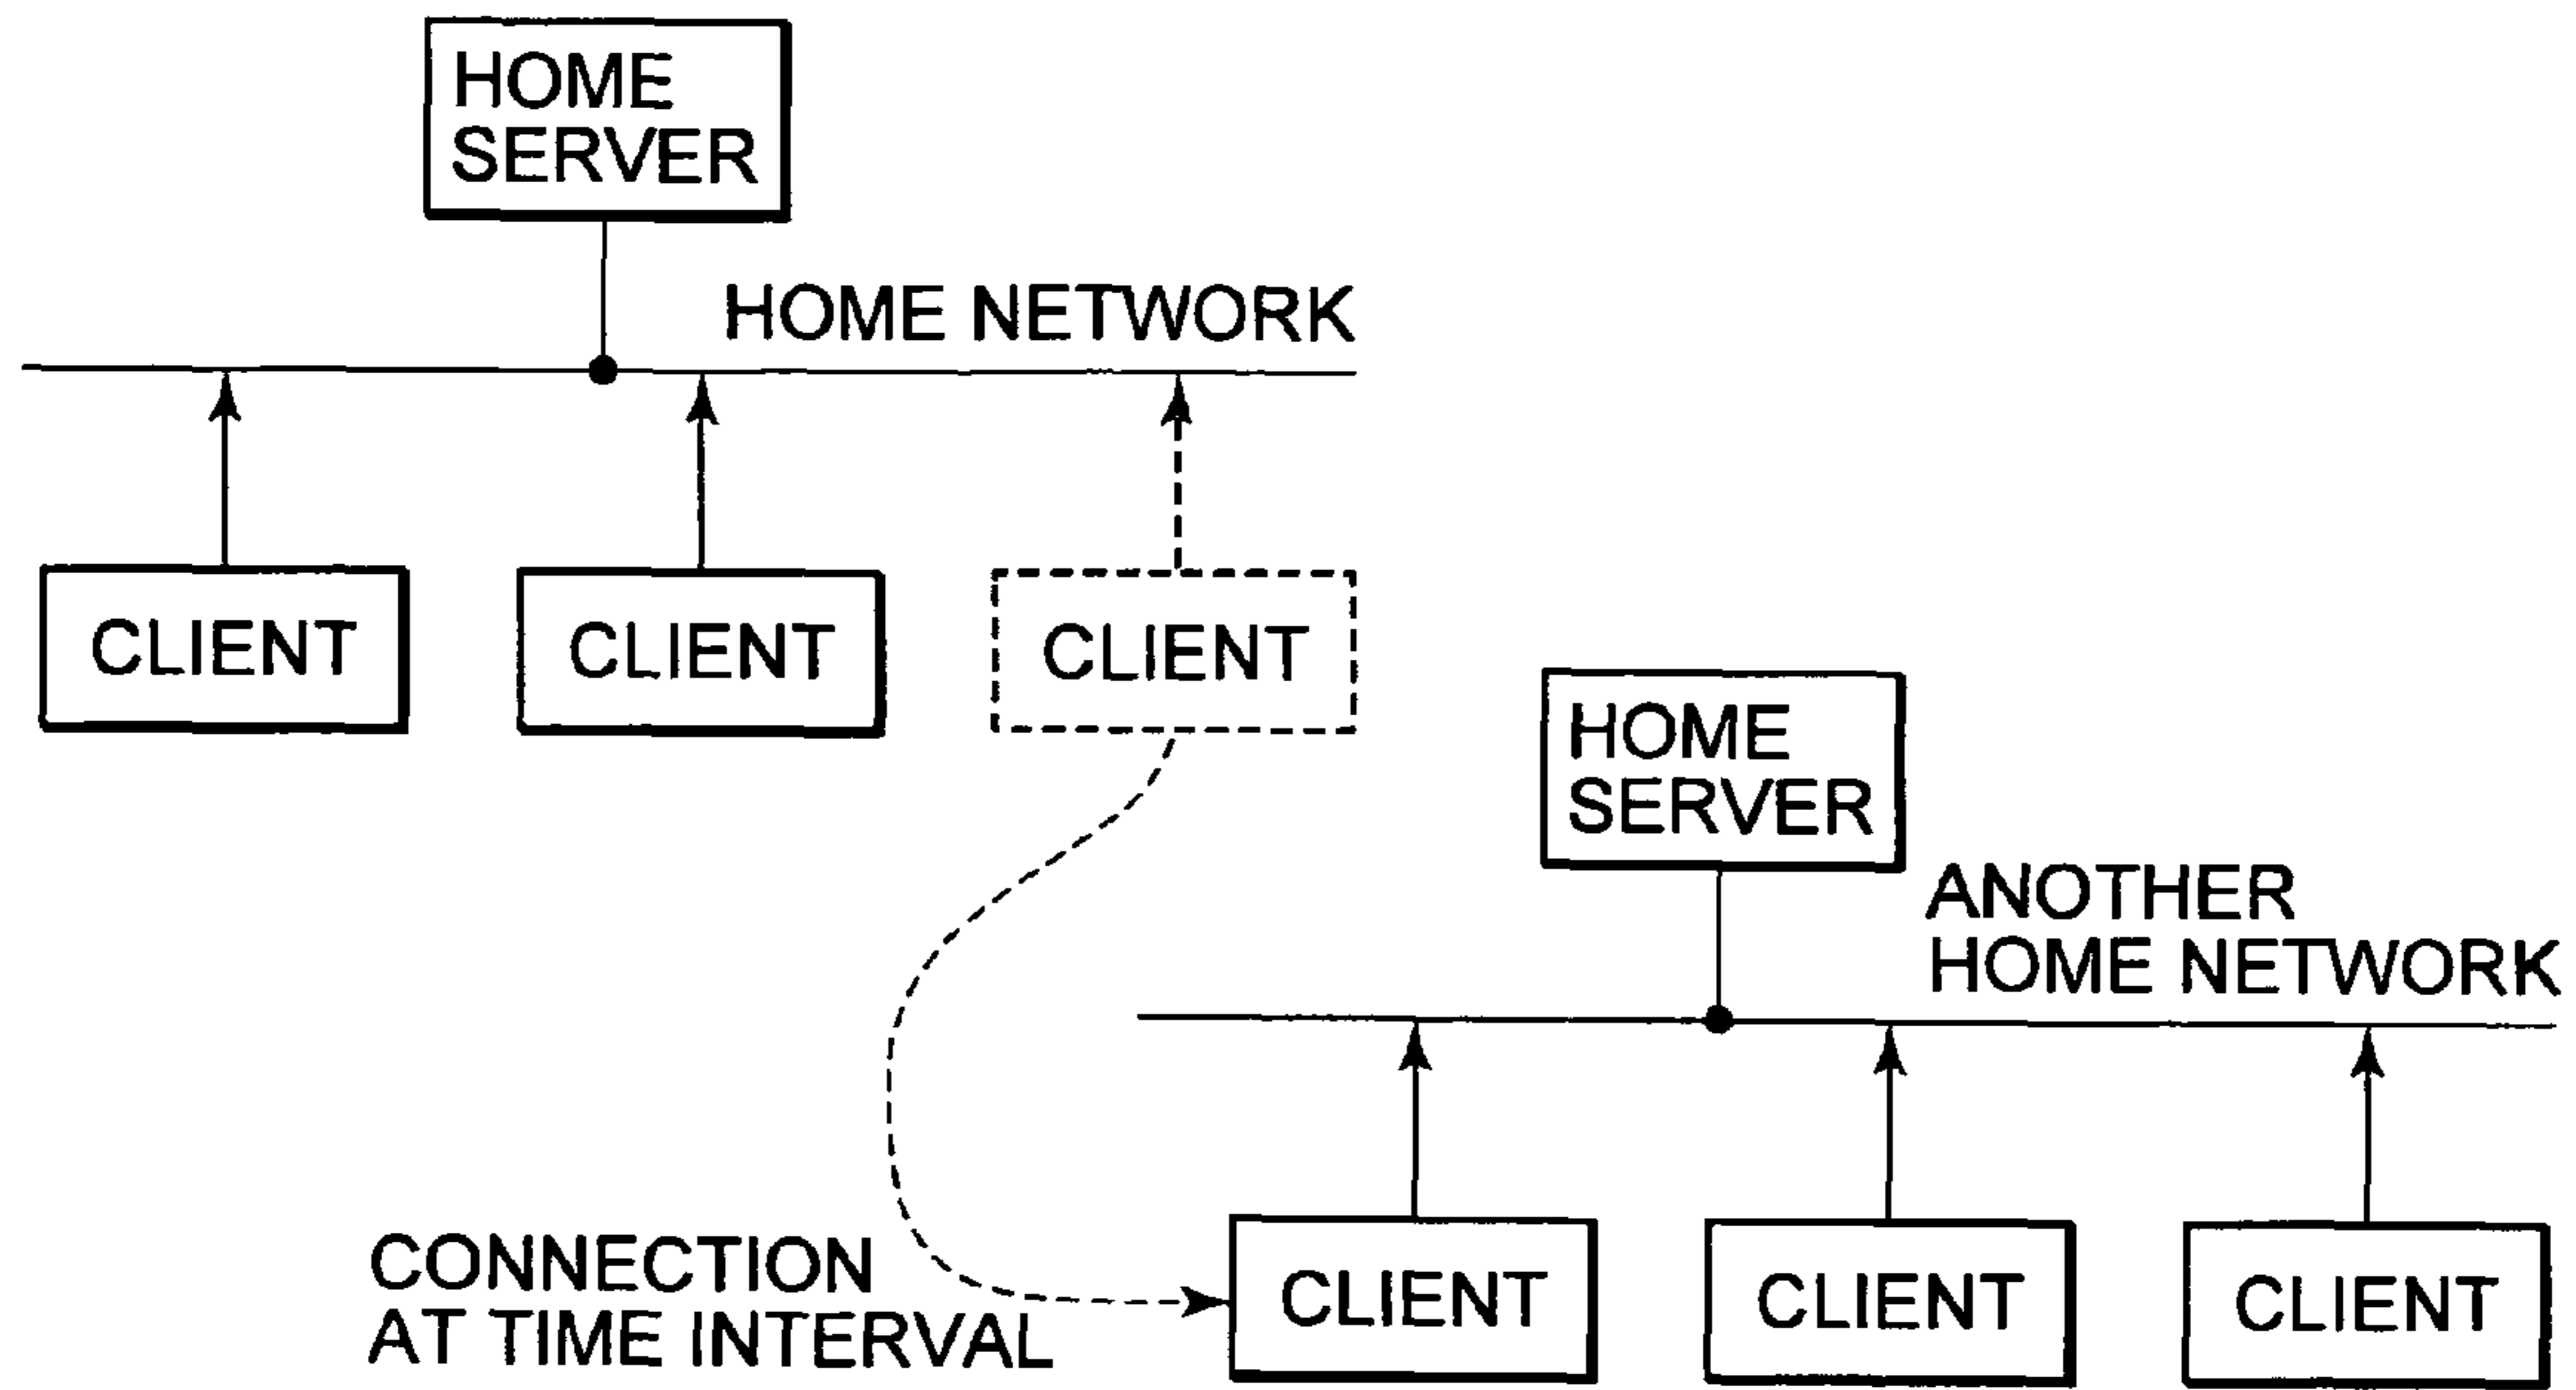 HOME
SERVER
HOME NETWORK
CLIENT
CLIENT
CLIENT
HOME
SERVER
ANOTHER
HOME NETWORK
CONNECTION
AT TIME INTERVAL
CLIENT
CLIENT
CLIENT